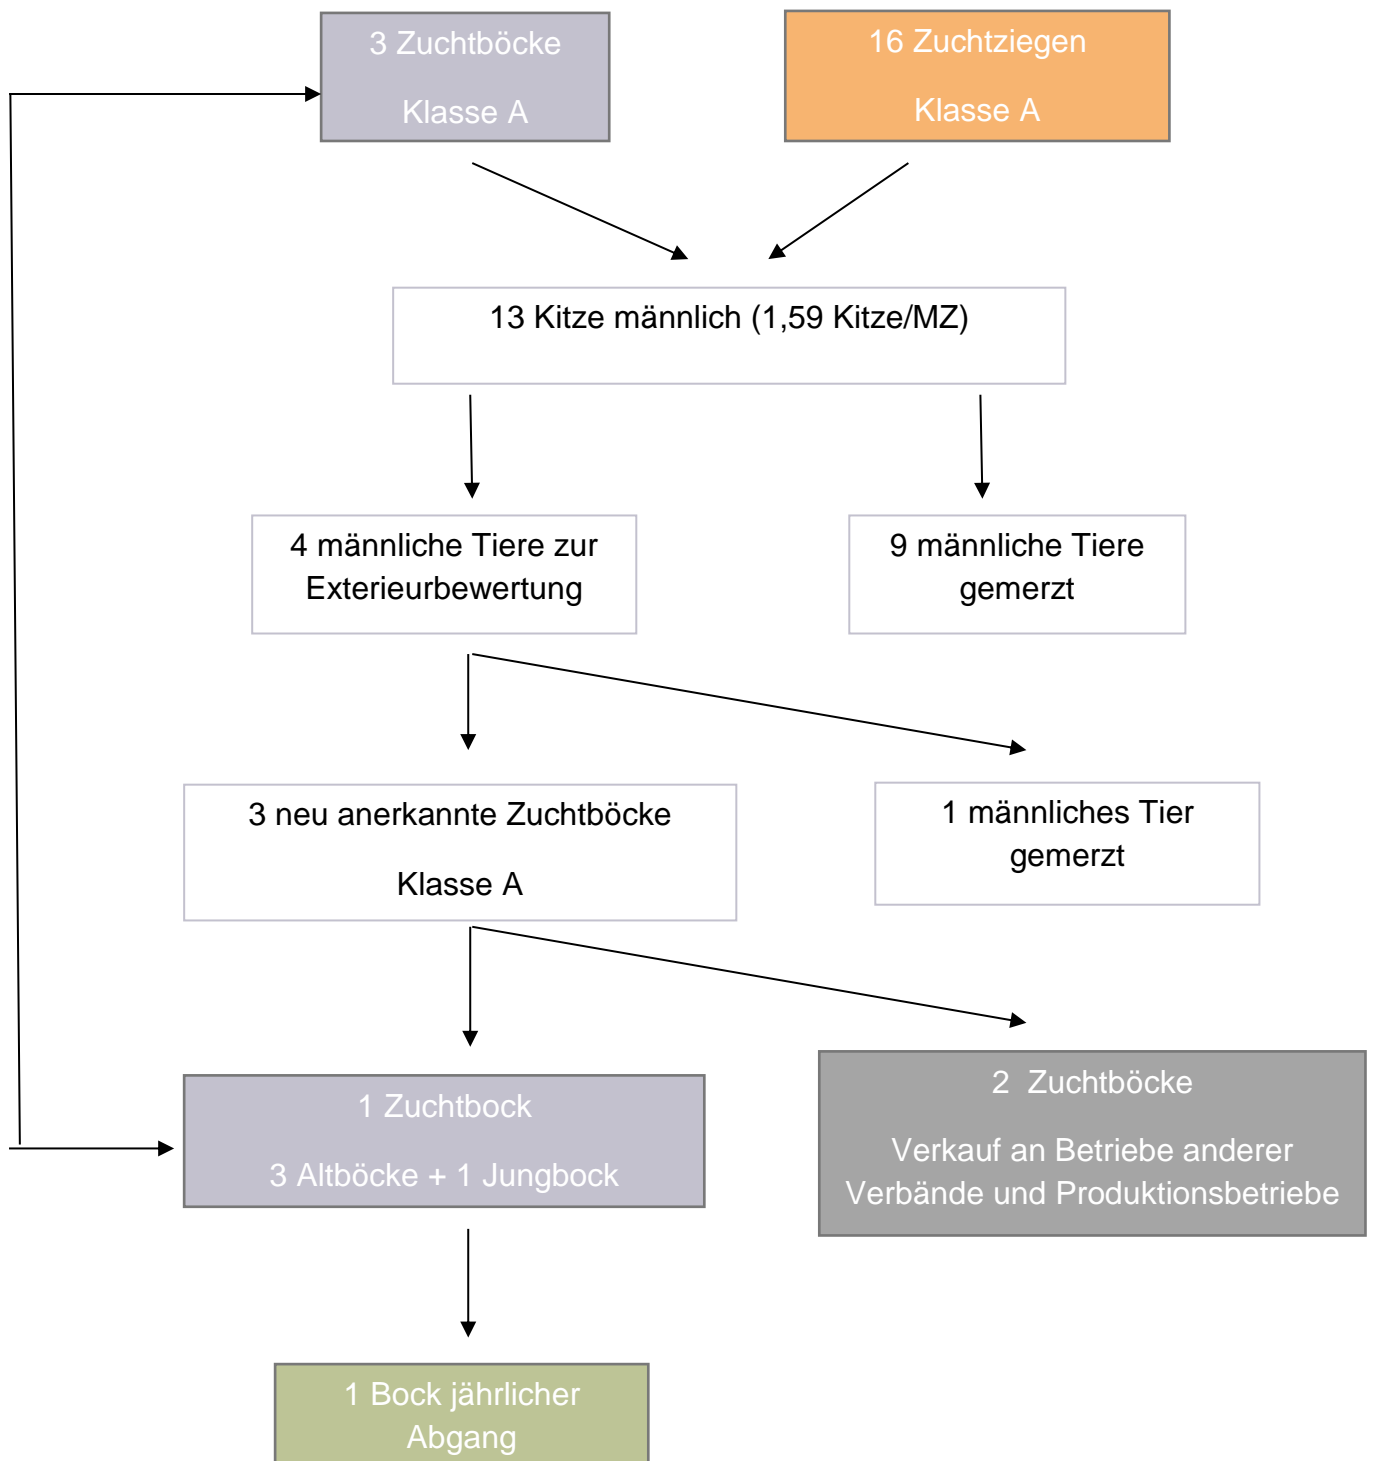 3 Zuchtböcke
Klasse A
16 Zuchtziegen
Klasse A
13 Kitze männlich (1,59 Kitze/MZ)
4 männliche Tiere zur
Exterieurbewertung
9 männliche Tiere
gemerzt
3 neu anerkannte Zuchtböcke
Klasse A
1 männliches Tier
gemerzt
1 Zuchtbock
3 Altböcke + 1 Jungbock
2 Zuchtböcke
Verkauf an Betriebe anderer
Verbände und Produktionsbetriebe
1 Bock jährlicher
Abgang